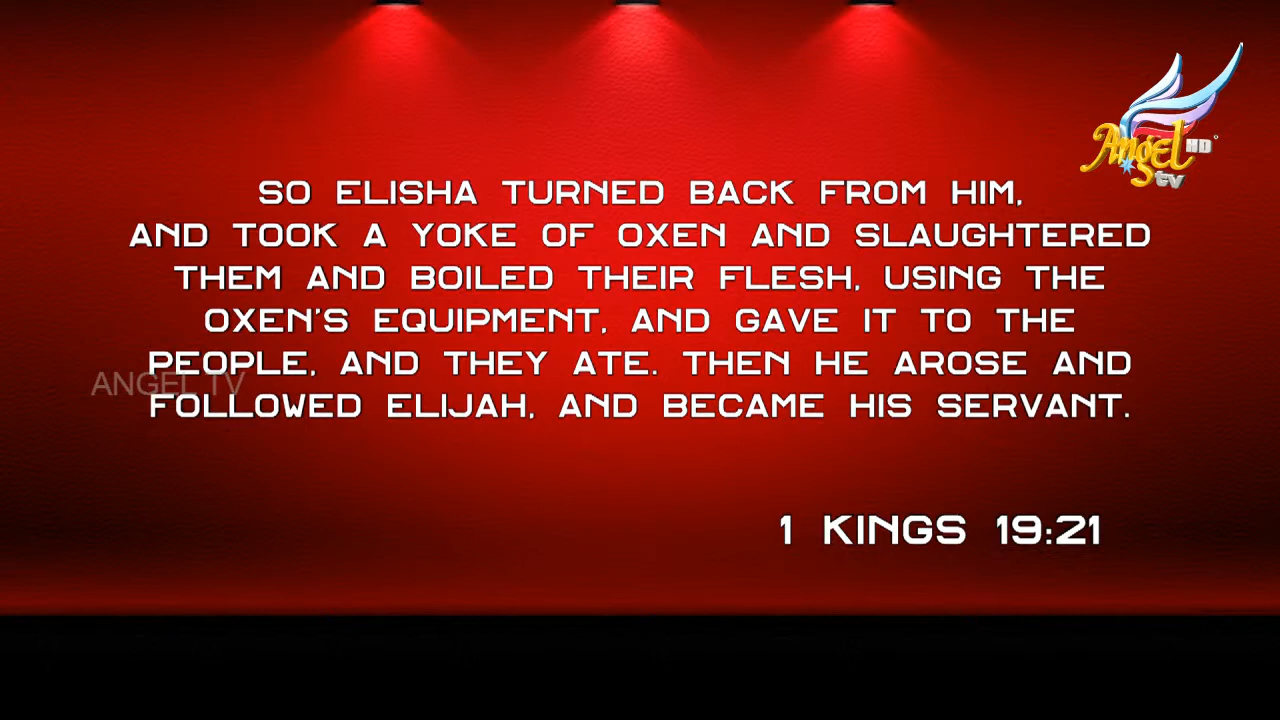 Angel HD
tv
SO ELISHA TURNED BACK FROM HIM,
AND TOOK A YOKE OF OXEN AND SLAUGHTERED
THEM AND BOILED THEIR FLESH, USING THE
OXEN'S EQUIPMENT, AND GAVE IT TO THE
PEOPLE, AND THEY ATE. THEN HE AROSE AND
ANGEL TV
FOLLOWED ELIJAH, AND BECAME HIS SERVANT.
1 KINGS 19:21